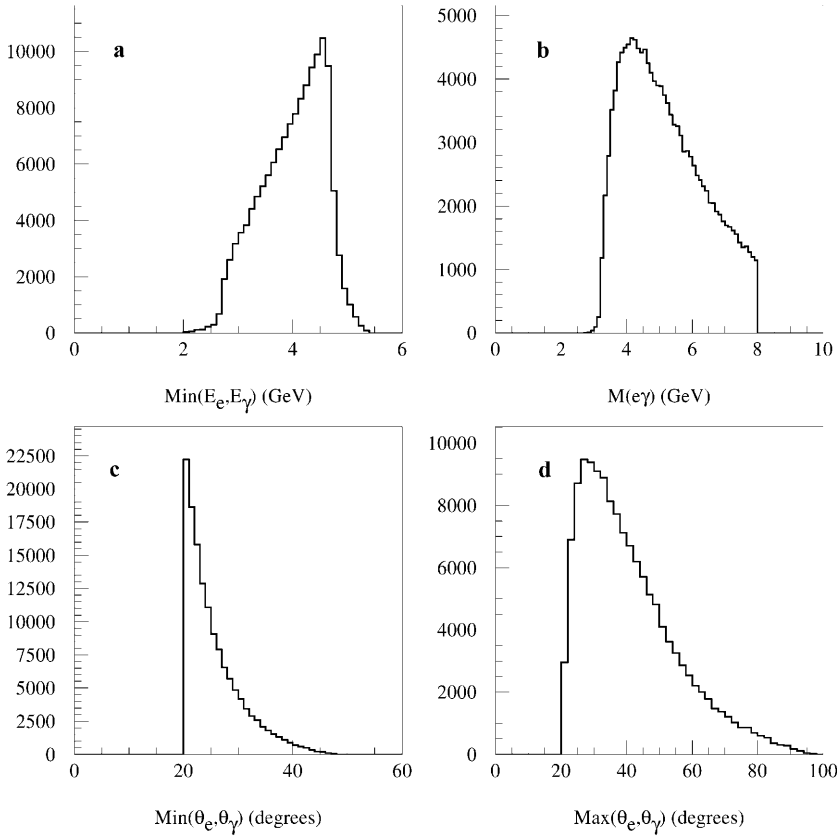 a
10000
8000
6000
4000
2000
0
0 2 4 6
Min(Ee,Eγ) (GeV)
b
5000
4000
3000
2000
1000
0
0 2 4 6 8 10
M(eγ) (GeV)
c
22500
20000
17500
15000
12500
10000
7500
5000
2500
0
0 20 40 60
Min(θe,θγ) (degrees)
d
10000
8000
6000
4000
2000
0
0 20 40 60 80 100
Max(θe,θγ) (degrees)